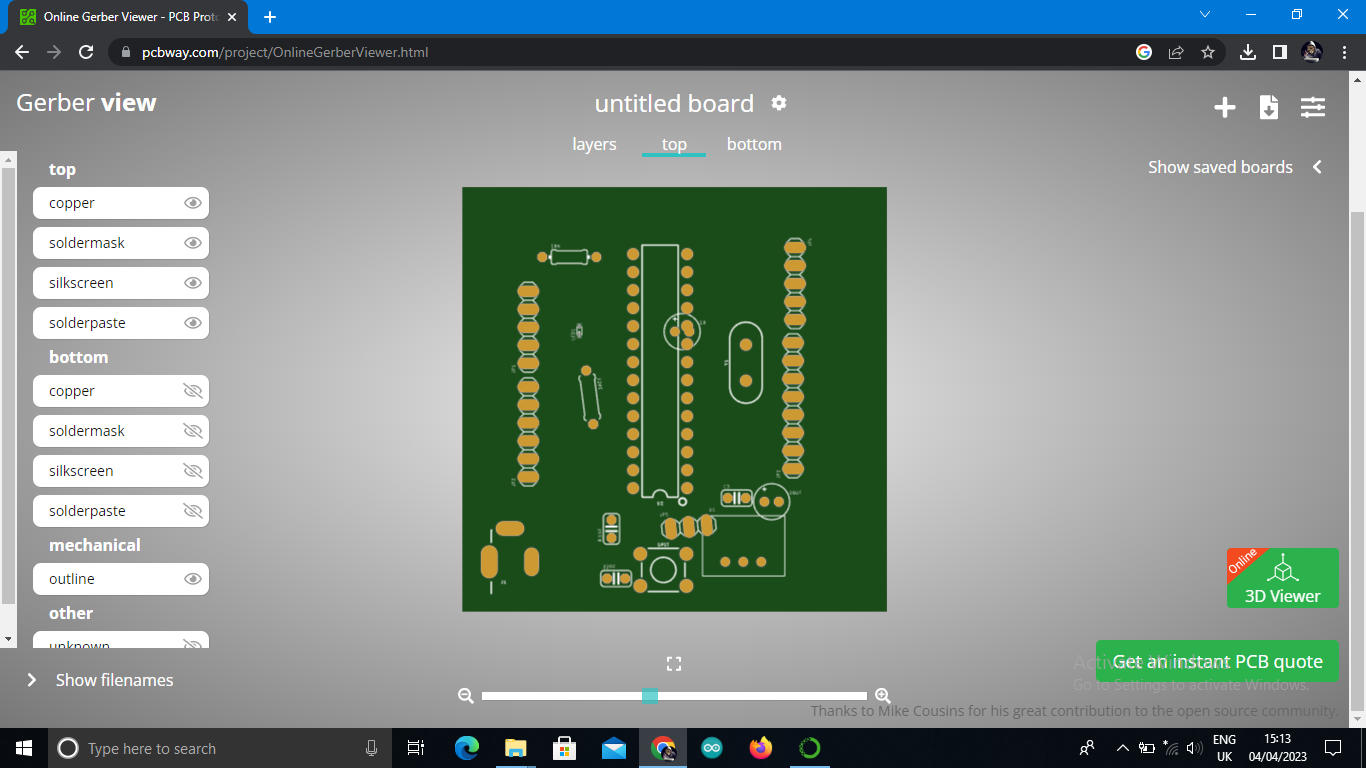 Online Gerber Viewer - PCB Proto
pcbway.com/project/OnlineGerberViewer.html
Gerber view
untitled board
layers top bottom
Show saved boards
top
copper
soldermask
silkscreen
solderpaste
bottom
copper
soldermask
silkscreen
solderpaste
mechanical
outline
other
unknown
10K
C3
SPST
Online
3D Viewer
Get an instant PCB quote
Activate Windows
Go to Settings to activate Windows.
Show filenames
Thanks to Mike Cousins for his great contribution to the open source community.
Type here to search
ENG
UK
15:13
04/04/2023